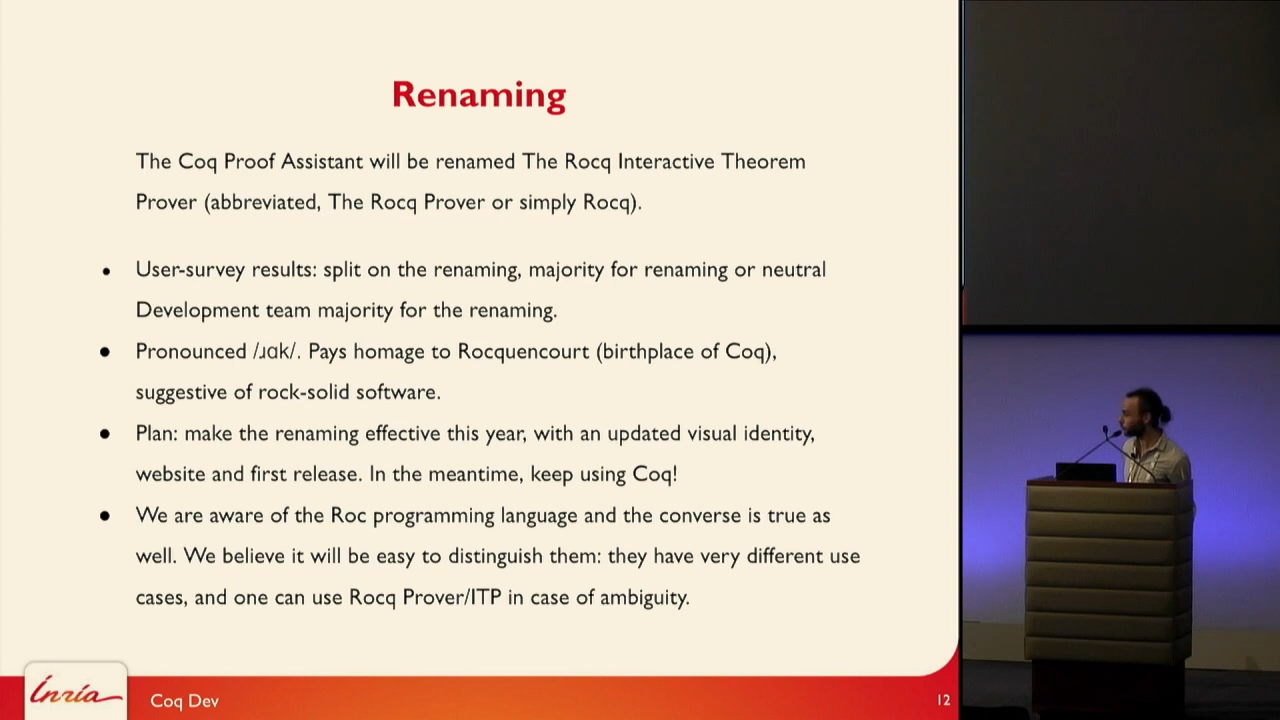 Renaming
The Coq Proof Assistant will be renamed The Rocq Interactive Theorem
Prover (abbreviated, The Rocq Prover or simply Rocq).
• User-survey results: split on the renaming, majority for renaming or neutral
Development team majority for the renaming.
• Pronounced /ɹɑk/. Pays homage to Rocquencourt (birthplace of Coq),
suggestive of rock-solid software.
• Plan: make the renaming effective this year, with an updated visual identity,
website and first release. In the meantime, keep using Coq!
• We are aware of the Roc programming language and the converse is true as
well. We believe it will be easy to distinguish them: they have very different use
cases, and one can use Rocq Prover/ITP in case of ambiguity.
Inria
Coq Dev
12